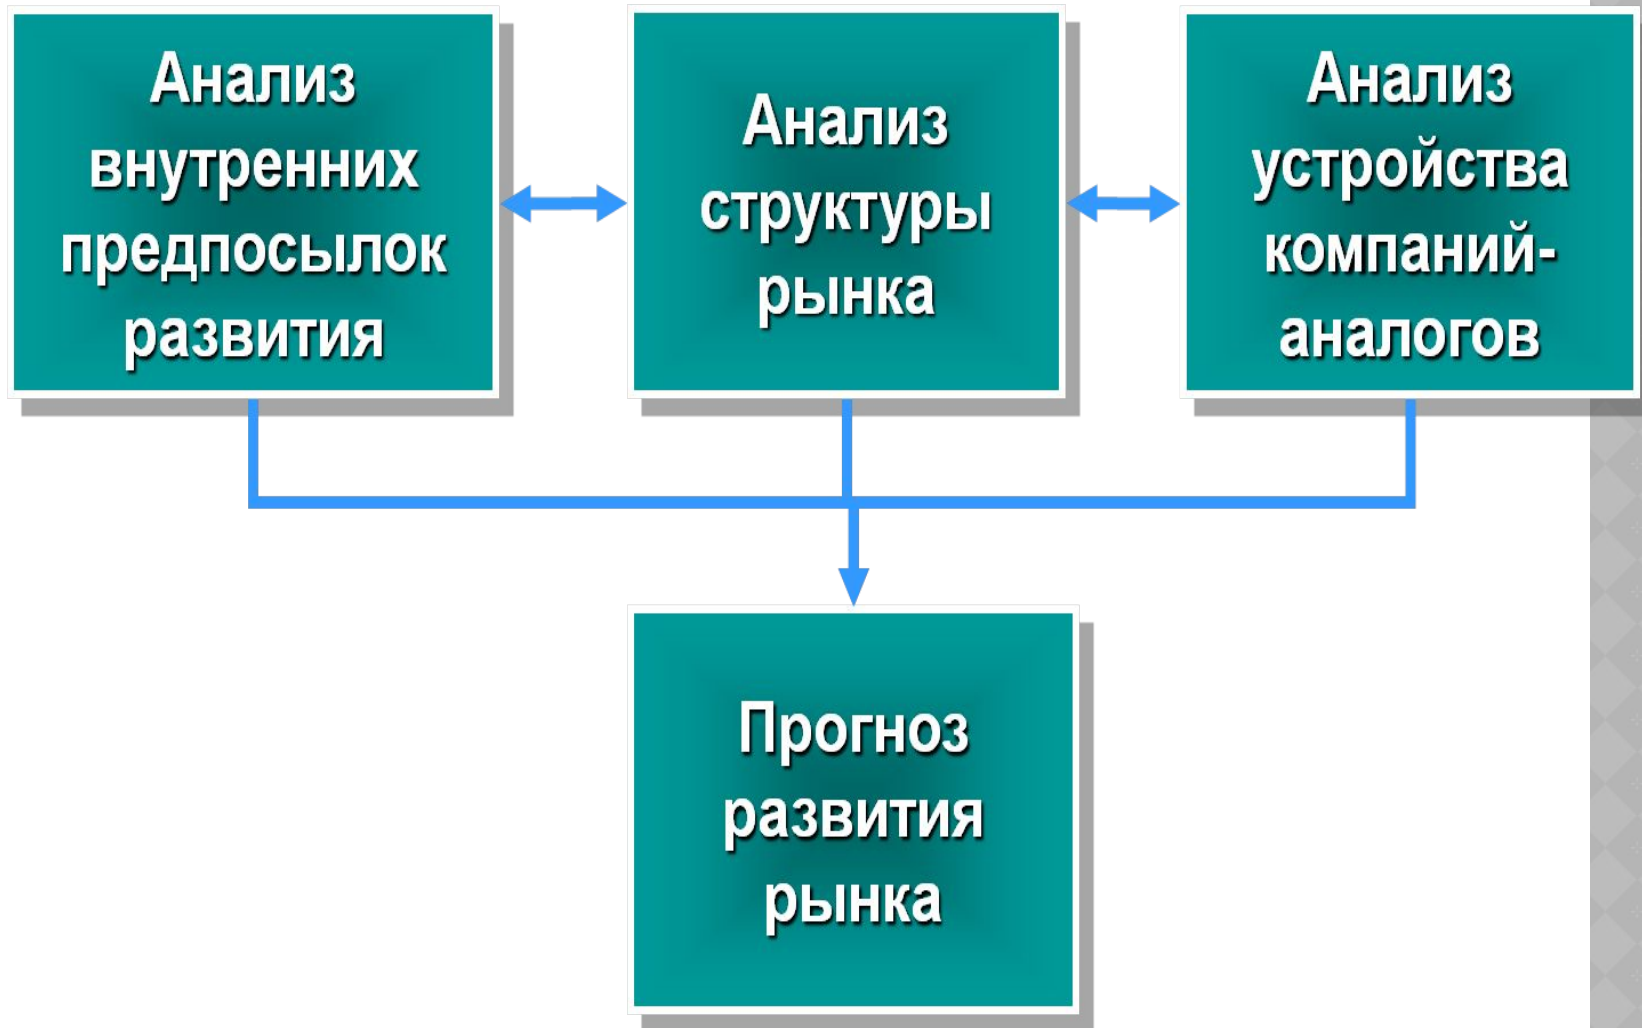 Анализ
внутренних
предпосылок
развития
Анализ
структуры
рынка
Анализ
устройства
компаний-
аналогов
Прогноз
развития
рынка